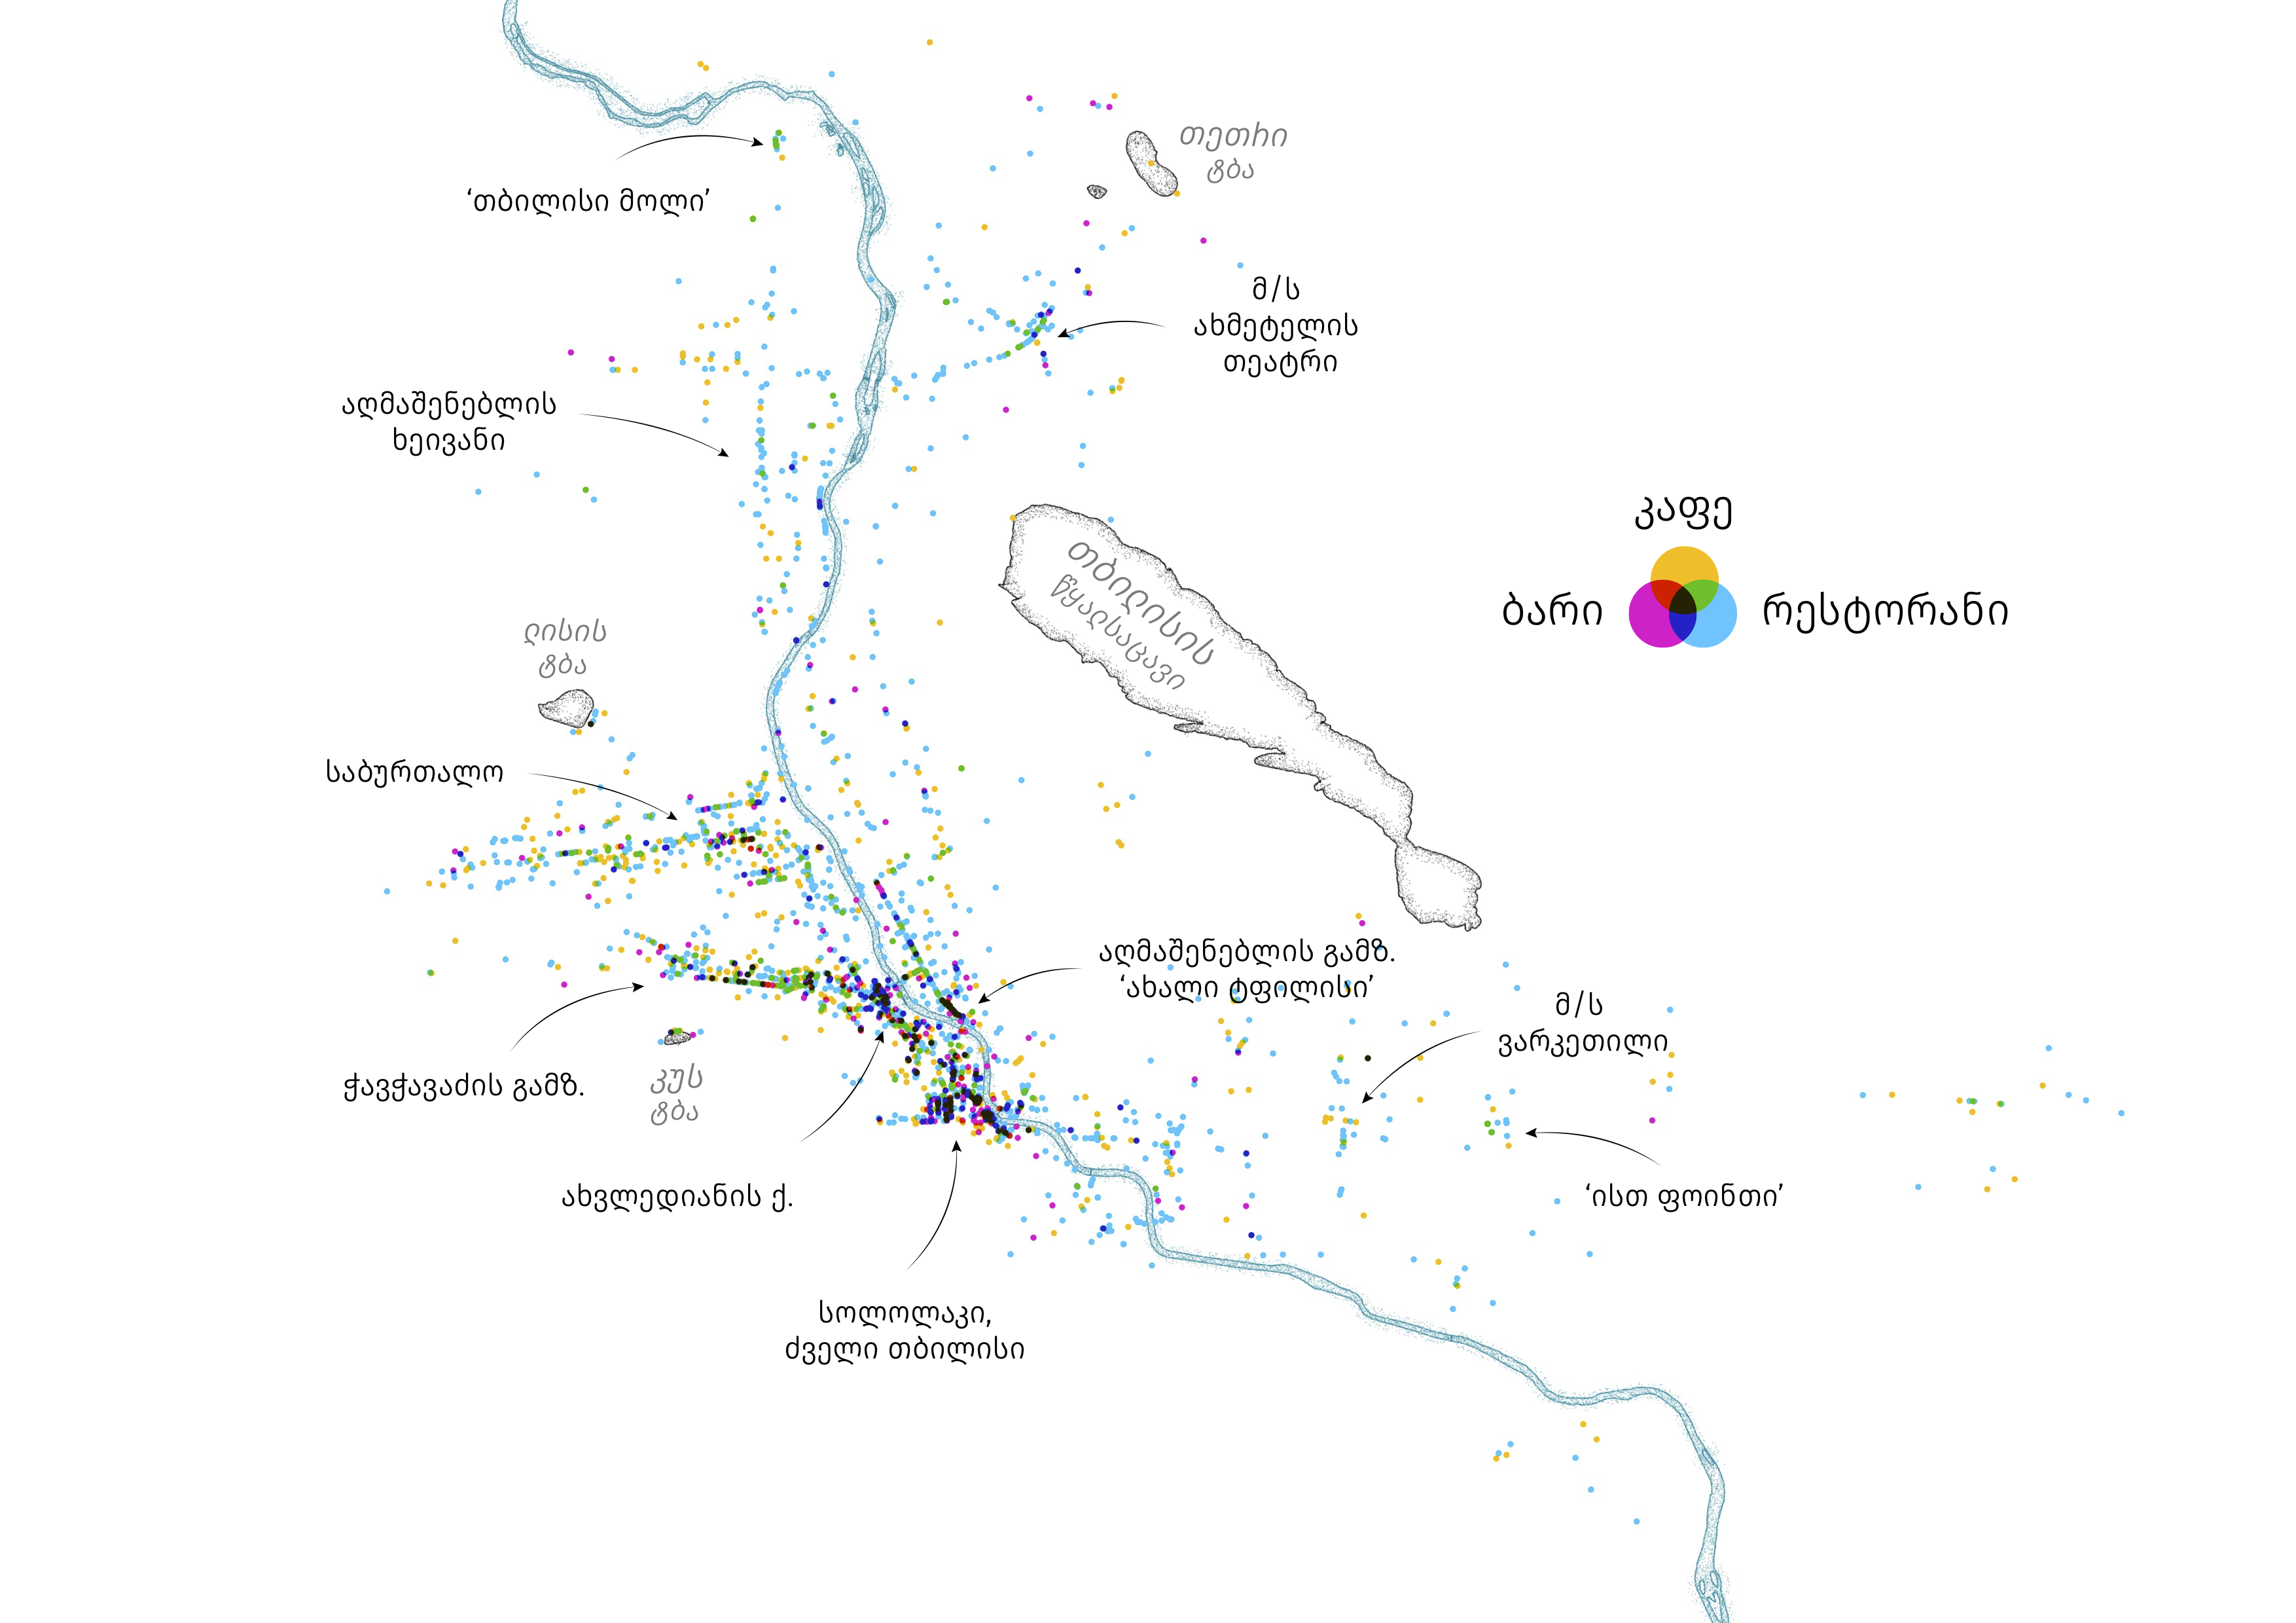 თეთრი
ტბა
‘თბილისი მოლი’
მ/ს
ახმეტელის
თეატრი
აღმაშენებლის
ხეივანი
კაფე
ბარი
რესტორანი
თბილისის
წყალსაცავი
ლისის
ტბა
საბურთალო
აღმაშენებლის გამზ.
‘ახალი ტფილისი’
მ/ს
ვარკეთილი
ჭავჭავაძის გამზ.
კუს
ტბა
ახვლედიანის ქ.
‘ისთ ფოინთი’
სოლოლაკი,
ძველი თბილისი